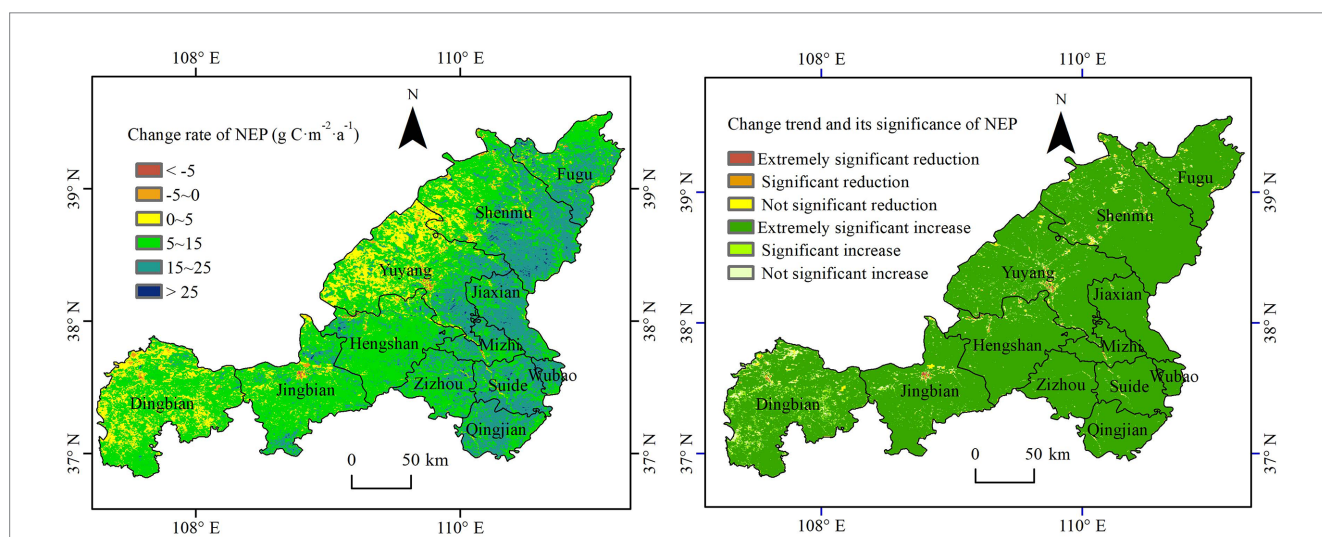 108° E
110° E
N
Change rate of NEP (g C·m⁻²·a⁻¹)
< -5
-5~0
0~5
5~15
15~25
> 25
39° N
38° N
37° N
39° N
38° N
37° N
Fugu
Shenmu
Yuyang
Jiaxian
Hengshan
Mizhi
Jingbian
Zizhou
Suide
Wubao
Dingbian
Qingjian
0 50 km
108° E
110° E
108° E
110° E
N
Change trend and its significance of NEP
Extremely significant reduction
Significant reduction
Not significant reduction
Extremely significant increase
Significant increase
Not significant increase
39° N
38° N
37° N
Fugu
Shenmu
Yuyang
Jiaxian
Hengshan
Mizhi
Jingbian
Zizhou
Suide
Wubao
Dingbian
Qingjian
0 50 km
108° E
110° E